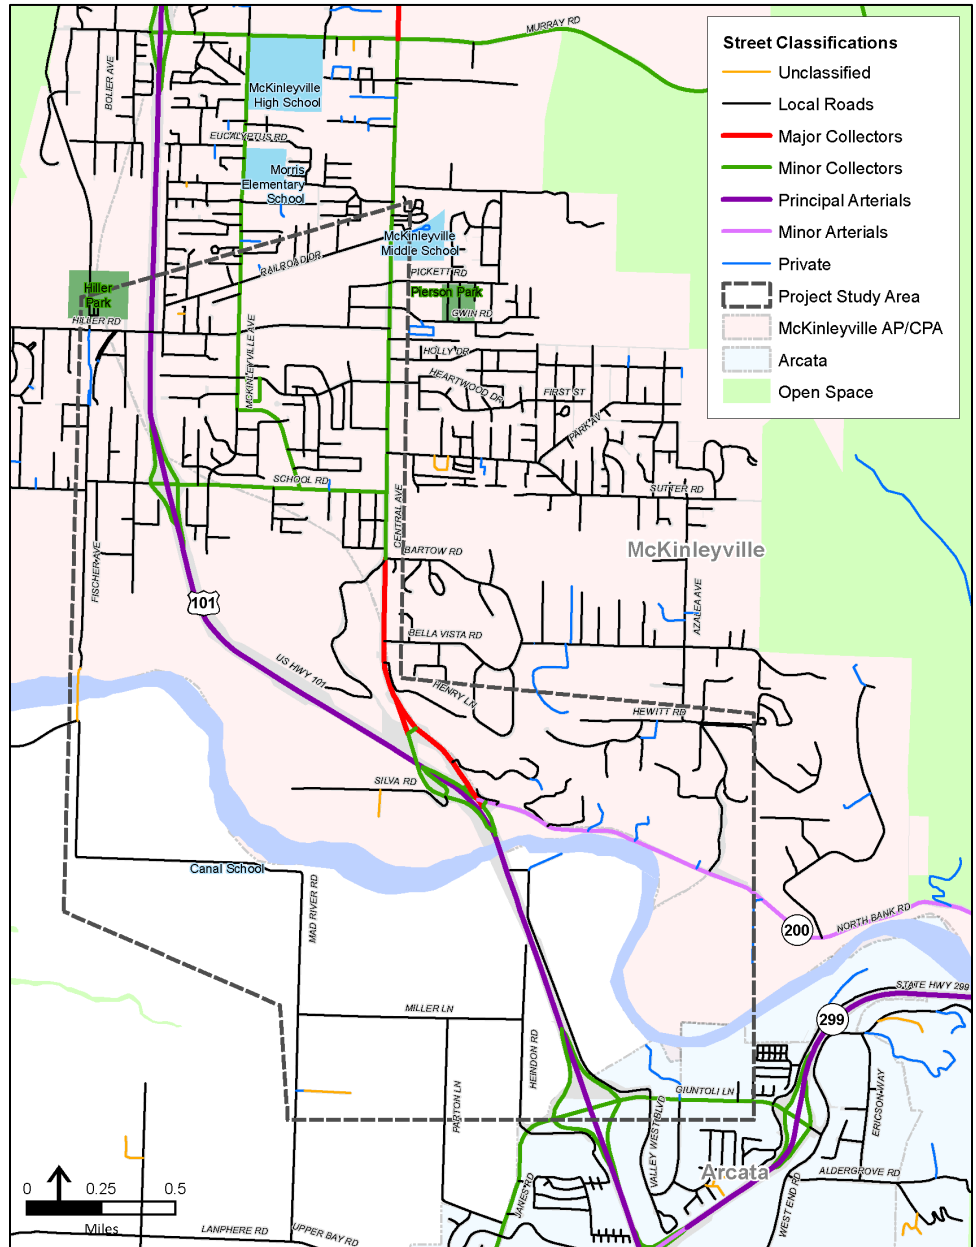 MURRAY RD
BOLIER AVE
McKinleyville
High School
EUCALYPTUS RD
Morris
Elementary
School
McKinleyville
Middle School
RAILROAD DR
PICKETT RD
Hiller
Park
Pierson Park
HILLER RD
GWIN RD
MCKINLEYVILLE AVE
HOLLY DR
HEARTWOOD DR
FIRST ST
PARK AV
SCHOOL RD
SUTTER RD
CENTRAL AVE
McKinleyville
BARTOW RD
FISCHER AVE
101
AZALEA AVE
BELLA VISTA RD
US HWY 101
HENRY LN
HEWITT RD
SILVA RD
Canal School
MAD RIVER RD
200
NORTH BANK RD
STATE HWY 299
299
MILLER LN
HEINDON RD
PARTON LN
GIUNTOLI LN
VALLEY WEST BLVD
ERICSON WAY
Arcata
ALDERGROVE RD
JANES RD
WEST END RD
LANPHERE RD
UPPER BAY RD
0 0.25 0.5
Miles
Street Classifications
Unclassified
Local Roads
Major Collectors
Minor Collectors
Principal Arterials
Minor Arterials
Private
Project Study Area
McKinleyville AP/CPA
Arcata
Open Space